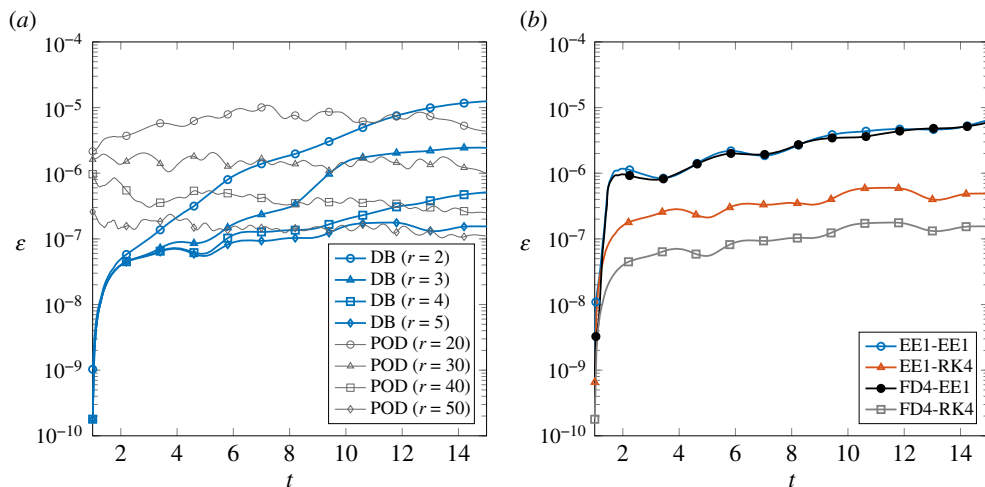 (a)
10⁻⁴
10⁻⁵
10⁻⁶
10⁻⁷
10⁻⁸
10⁻⁹
10⁻¹⁰
ε
2 4 6 8 10 12 14
t
DB (r = 2)
DB (r = 3)
DB (r = 4)
DB (r = 5)
POD (r = 20)
POD (r = 30)
POD (r = 40)
POD (r = 50)
(b)
10⁻⁴
10⁻⁵
10⁻⁶
10⁻⁷
10⁻⁸
10⁻⁹
10⁻¹⁰
ε
2 4 6 8 10 12 14
t
EE1-EE1
EE1-RK4
FD4-EE1
FD4-RK4